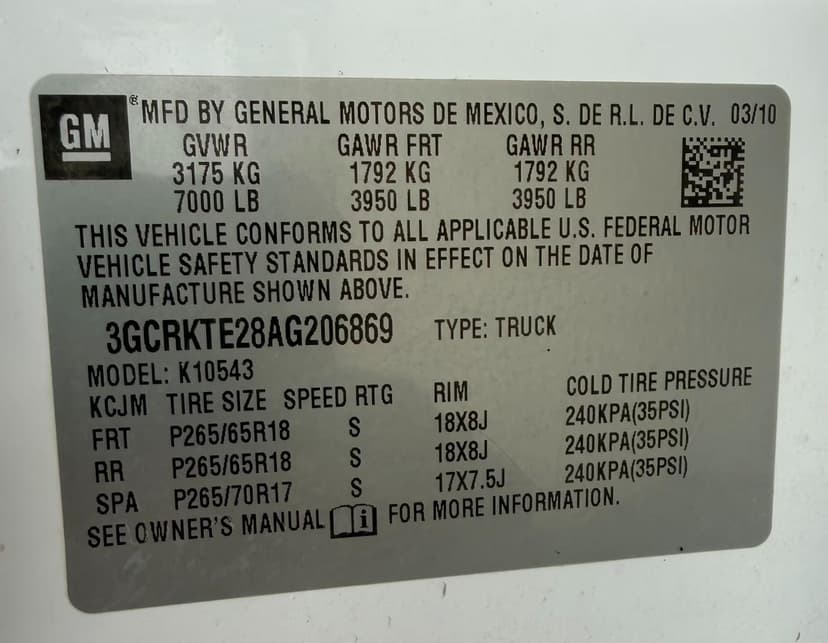 GM ® MFD BY GENERAL MOTORS DE MEXICO, S. DE R.L. DE C.V. 03/10
GVWR GAWR FRT GAWR RR
3175 KG 1792 KG 1792 KG
7000 LB 3950 LB 3950 LB
THIS VEHICLE CONFORMS TO ALL APPLICABLE U.S. FEDERAL MOTOR
VEHICLE SAFETY STANDARDS IN EFFECT ON THE DATE OF
MANUFACTURE SHOWN ABOVE.
3GCRKTE28AG206869 TYPE: TRUCK
MODEL: K10543
KCJM TIRE SIZE SPEED RTG RIM COLD TIRE PRESSURE
FRT P265/65R18 S 18X8J 240KPA(35PSI)
RR P265/65R18 S 18X8J 240KPA(35PSI)
SPA P265/70R17 S 17X7.5J 240KPA(35PSI)
SEE OWNER'S MANUAL i FOR MORE INFORMATION.